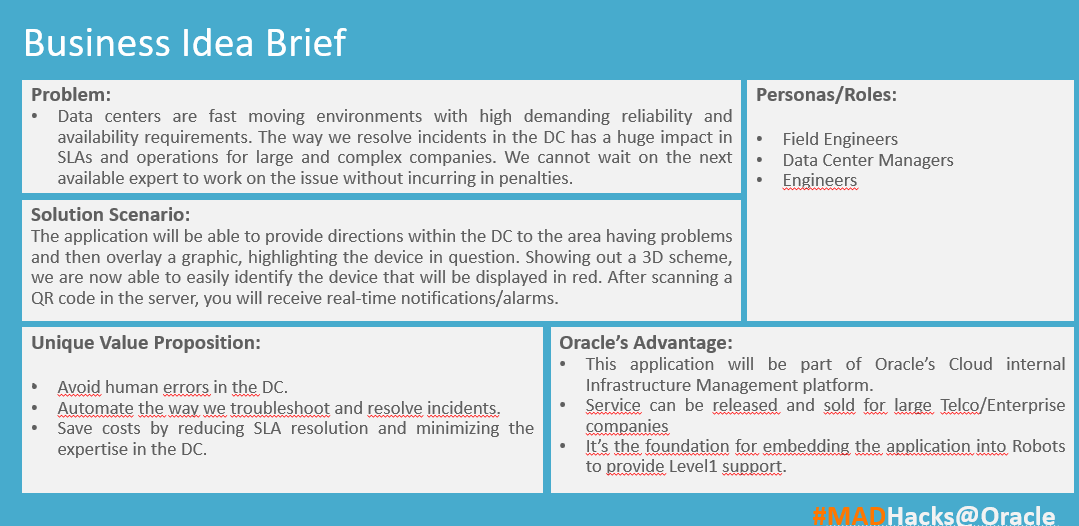 Business Idea Brief
Problem:
• Data centers are fast moving environments with high demanding reliability and
availability requirements. The way we resolve incidents in the DC has a huge impact in
SLAs and operations for large and complex companies. We cannot wait on the next
available expert to work on the issue without incurring in penalties.
Personas/Roles:
• Field Engineers
• Data Center Managers
• Engineers
Solution Scenario:
The application will be able to provide directions within the DC to the area having problems
and then overlay a graphic, highlighting the device in question. Showing out a 3D scheme,
we are now able to easily identify the device that will be displayed in red. After scanning a
QR code in the server, you will receive real-time notifications/alarms.
Unique Value Proposition:
• Avoid human errors in the DC.
• Automate the way we troubleshoot and resolve incidents.
• Save costs by reducing SLA resolution and minimizing the
expertise in the DC.
Oracle's Advantage:
• This application will be part of Oracle's Cloud internal
Infrastructure Management platform.
• Service can be released and sold for large Telco/Enterprise
companies
• It's the foundation for embedding the application into Robots
to provide Level1 support.
#MADHacks@Oracle